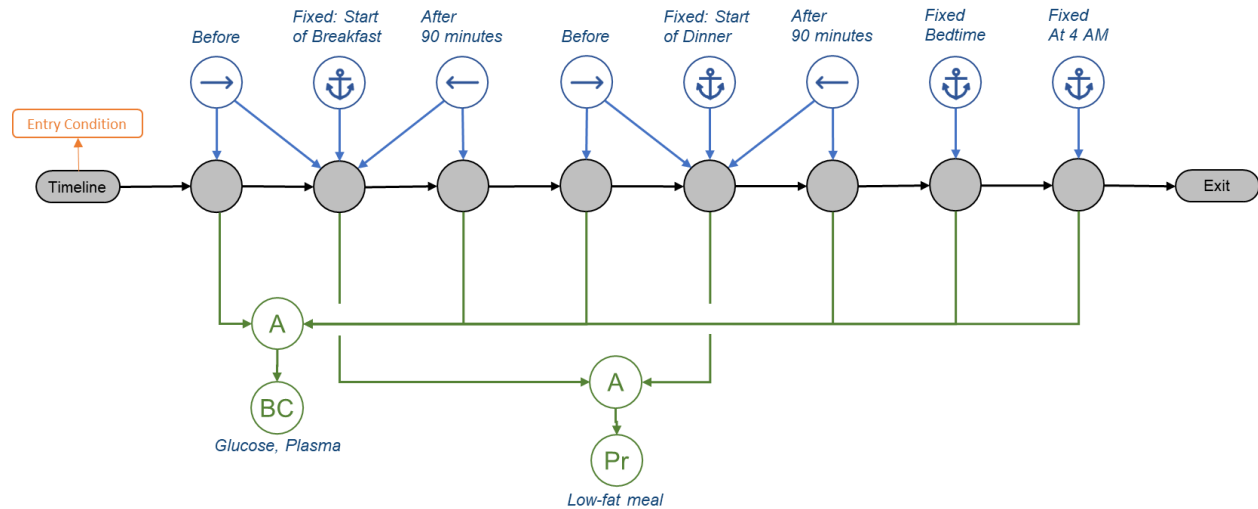 Before
Fixed: Start
of Breakfast
After
90 minutes
Before
Fixed: Start
of Dinner
After
90 minutes
Fixed
Bedtime
Fixed
At 4 AM
Entry Condition
Timeline
Exit
A
A
BC
Glucose, Plasma
Pr
Low-fat meal